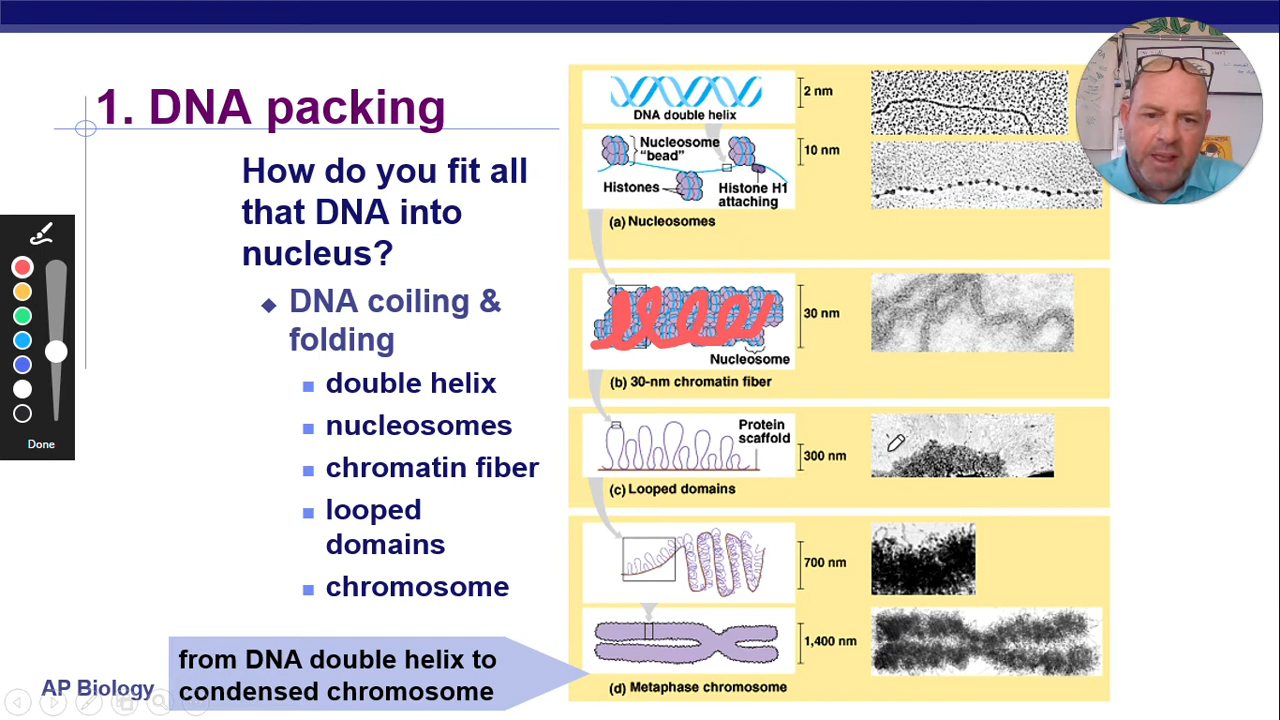 1. DNA packing
How do you fit all
that DNA into
nucleus?
DNA coiling &
folding
double helix
nucleosomes
chromatin fiber
looped
domains
chromosome
from DNA double helix to
condensed chromosome
AP Biology
Done
DNA double helix
2 nm
Nucleosome
"bead"
10 nm
Histones
Histone H1
attaching
(a) Nucleosomes
30 nm
Nucleosome
(b) 30-nm chromatin fiber
Protein
scaffold
300 nm
(c) Looped domains
700 nm
1,400 nm
(d) Metaphase chromosome